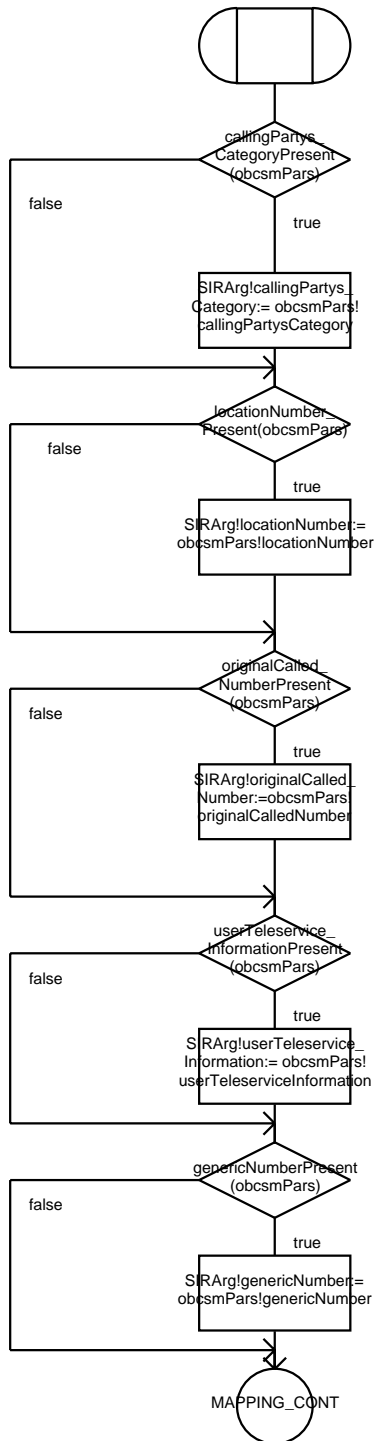 callingPartys_
CategoryPresent
(obcsmPars)
false
true
SIRArg!callingPartys_
Category:= obcsmPars!
callingPartysCategory
locationNumber_
Present(obcsmPars)
false
true
SIRArg!locationNumber:=
obcsmPars!locationNumber
originalCalled_
NumberPresent
(obcsmPars)
false
true
SIRArg!originalCalled_
Number:=obcsmPars!
originalCalledNumber
userTeleservice_
InformationPresent
(obcsmPars)
false
true
SIRArg!userTeleservice_
Information:= obcsmPars!
userTeleserviceInformation
genericNumberPresent
(obcsmPars)
false
true
SIRArg!genericNumber:=
obcsmPars!genericNumber
MAPPING_CONT